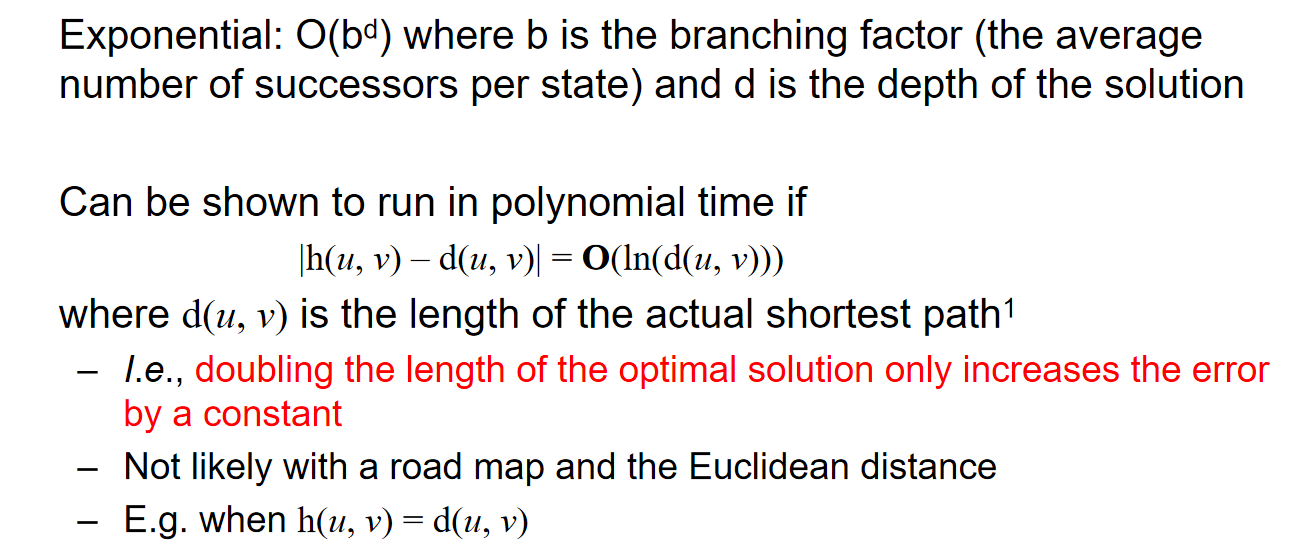 Exponential: O(bᵈ) where b is the branching factor (the average
number of successors per state) and d is the depth of the solution
Can be shown to run in polynomial time if
|h(u, v) – d(u, v)| = O(ln(d(u, v)))
where d(u, v) is the length of the actual shortest path¹
– I.e., doubling the length of the optimal solution only increases the error
by a constant
– Not likely with a road map and the Euclidean distance
– E.g. when h(u, v) = d(u, v)